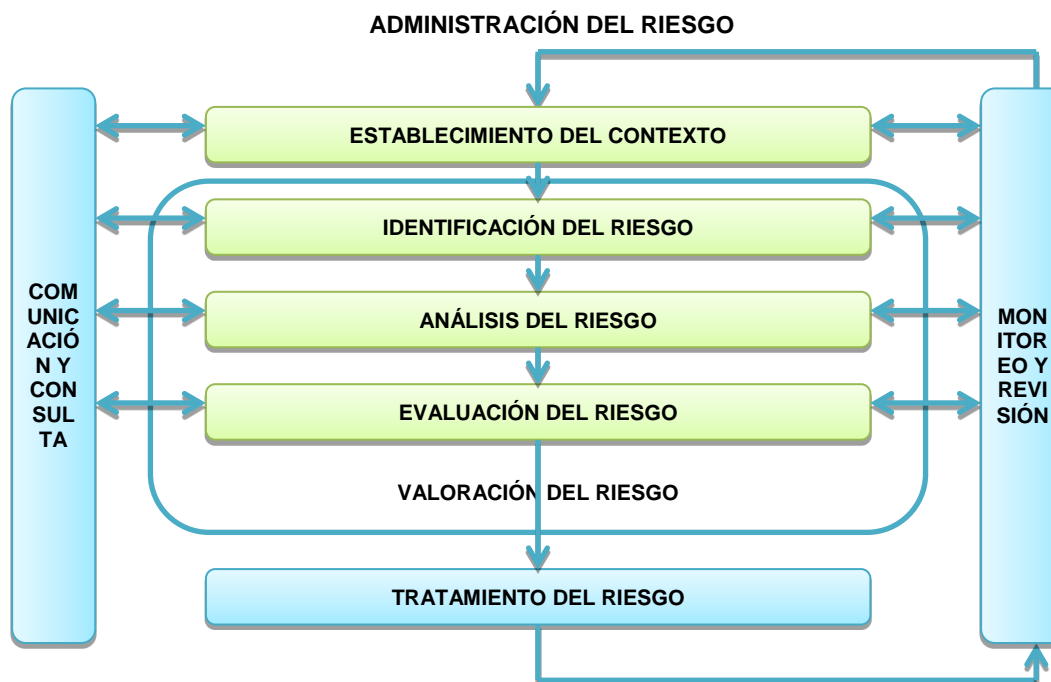 ADMINISTRACIÓN DEL RIESGO
ESTABLECIMIENTO DEL CONTEXTO
IDENTIFICACIÓN DEL RIESGO
COM
UNIC
ACIÓ
N Y
CON
SUL
TA
ANÁLISIS DEL RIESGO
MON
ITOR
EO Y
REVI
SIÓN
EVALUACIÓN DEL RIESGO
VALORACIÓN DEL RIESGO
TRATAMIENTO DEL RIESGO